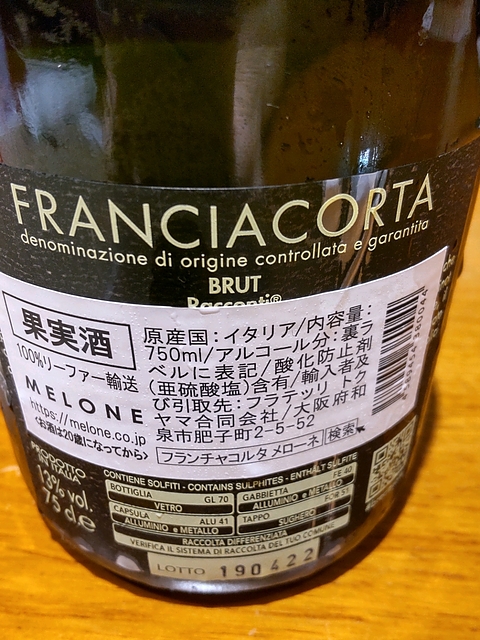 FRANCIACORTA
denominazione di origine controllata e garantita
BRUT
Racconti®
果実酒
100%リーファー輸送
MELONE
https://melone.co.jp
<お酒は20歳になってから>
原産国:イタリア/内容量:
750ml/アルコール分:裏ラ
ベルに表記/酸化防止剤
(亜硫酸塩)含有/輸入者及
び引取先:フラテッリ トク
ヤマ合同会社/大阪府和
泉市肥子町2-5-52
フランチャコルタ メローネ 検索
PRODOTTO
13% vol.
75 cl.e
CONTIENE SOLFITI - CONTAINS SULPHITES - ENTHÄLT SULFITE
BOTTIGLIA GL 70
VETRO
GABBIETTA FE 40
ALLUMINIO e METALLO
CAPSULA ALU 41
ALLUMINIO e METALLO
TAPPO FOR 51
SUGHERO
RACCOLTA DIFFERENZIATA
VERIFICA IL SISTEMA DI RACCOLTA DEL TUO COMUNE
LOTTO 190422